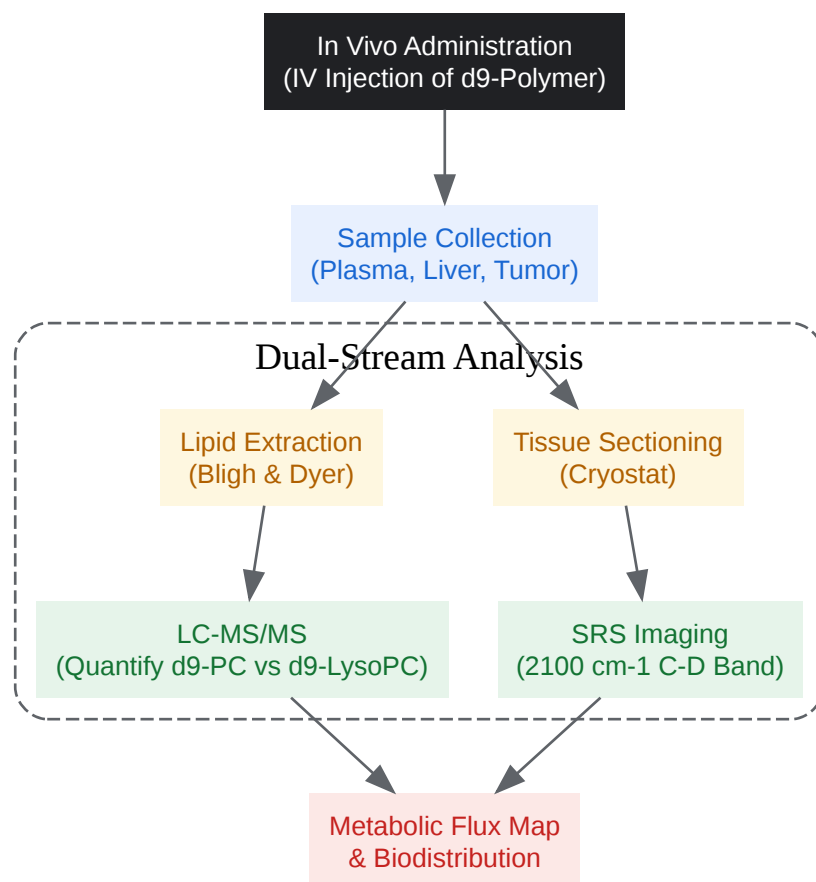 In Vivo Administration
(IV Injection of d9-Polymer)
Sample Collection
(Plasma, Liver, Tumor)
Dual-Stream Analysis
Lipid Extraction
(Bligh & Dyer)
Tissue Sectioning
(Cryostat)
LC-MS/MS
(Quantify d9-PC vs d9-LysoPC)
SRS Imaging
(2100 cm-1 C-D Band)
Metabolic Flux Map
& Biodistribution